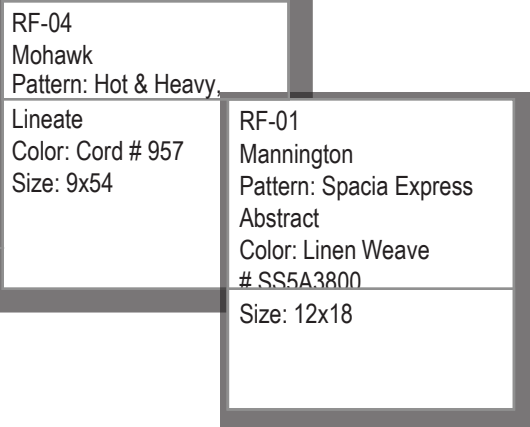 RF-04
Mohawk
Pattern: Hot & Heavy,
Lineate
Color: Cord # 957
Size: 9x54
RF-01
Mannington
Pattern: Spacia Express
Abstract
Color: Linen Weave
# SS5A3800
Size: 12x18